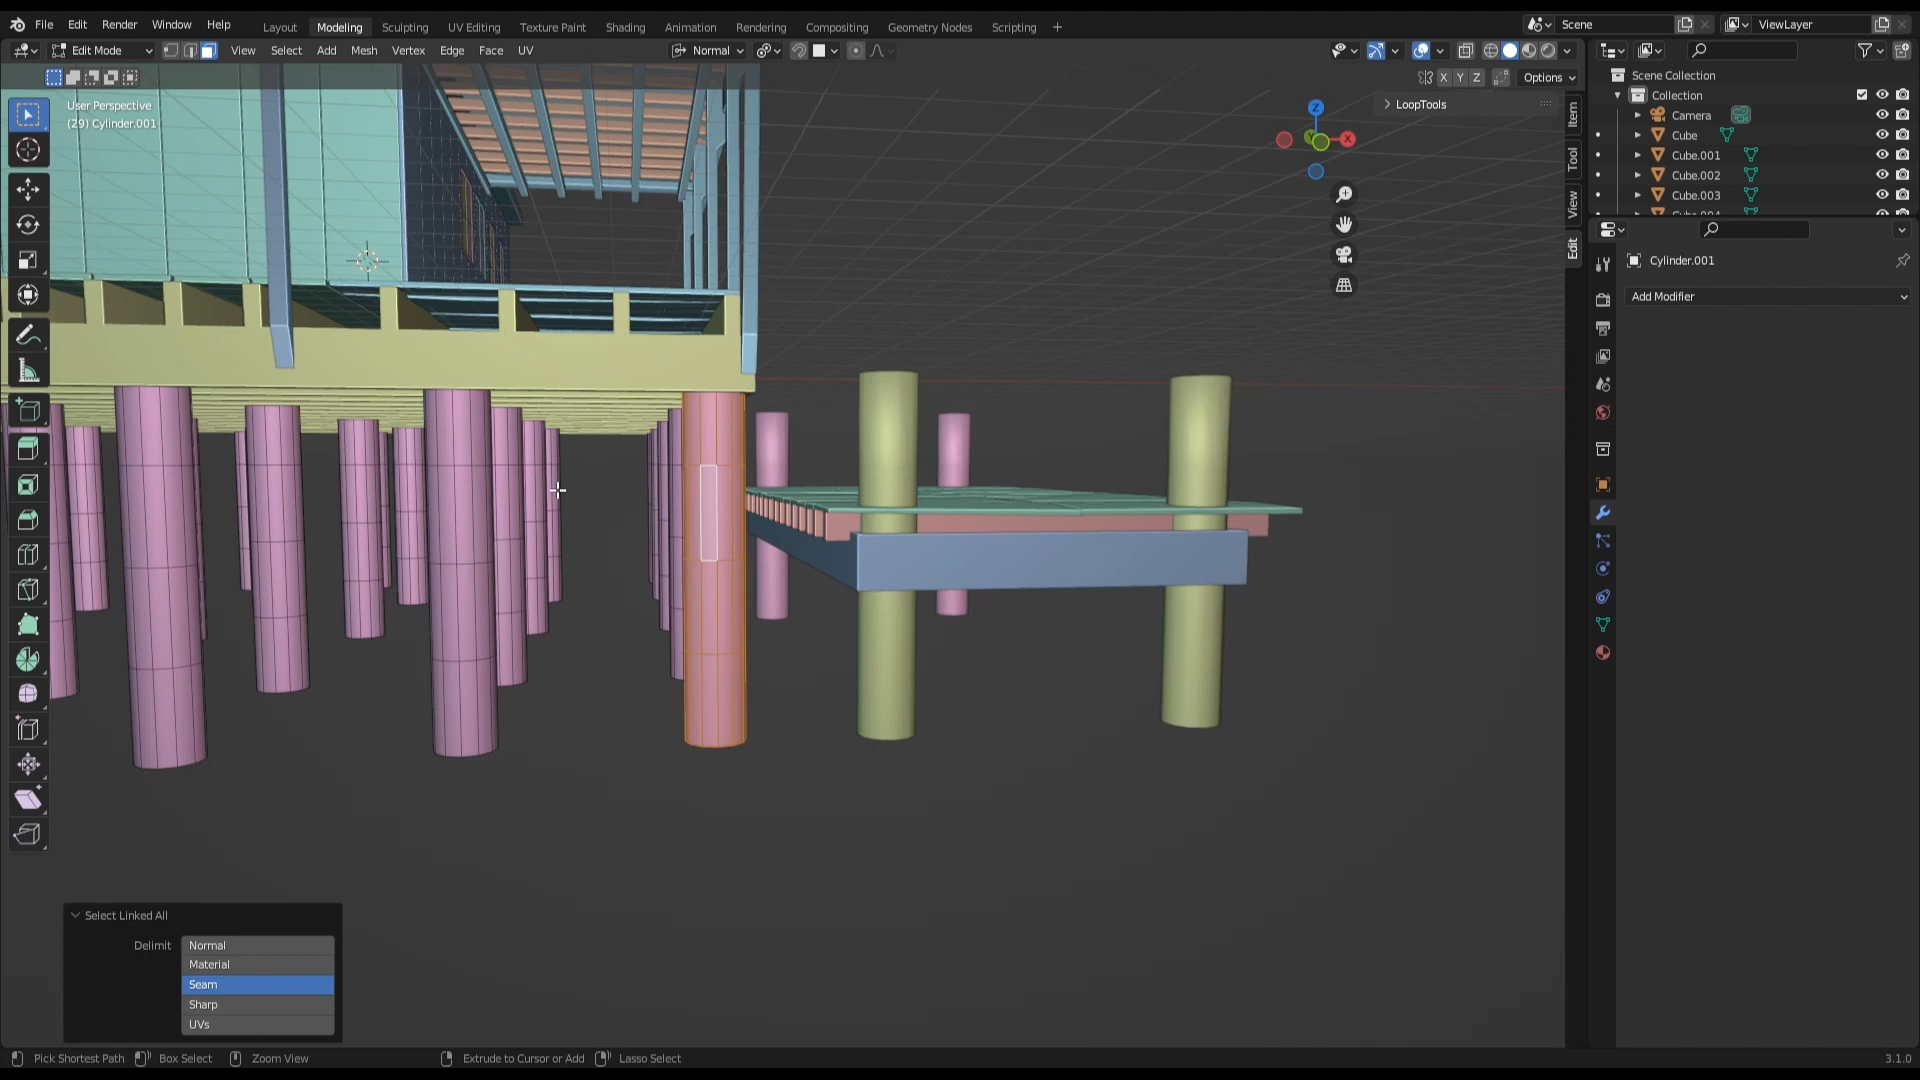 File Edit Render Window Help
Layout Modeling Sculpting UV Editing Texture Paint Shading Animation Rendering Compositing Geometry Nodes Scripting +
Scene
ViewLayer
Edit Mode View Select Add Mesh Vertex Edge Face UV
Normal
X Y Z Options
User Perspective
(29) Cylinder.001
LoopTools
Z
X
Item
Tool
View
Edit
Scene Collection
Collection
Camera
Cube
Cube.001
Cube.002
Cube.003
Cube.004
Cylinder.001
Add Modifier
Select Linked All
Delimit Normal
Material
Seam
Sharp
UVs
Pick Shortest Path Box Select Zoom View Extrude to Cursor or Add Lasso Select 3.1.0